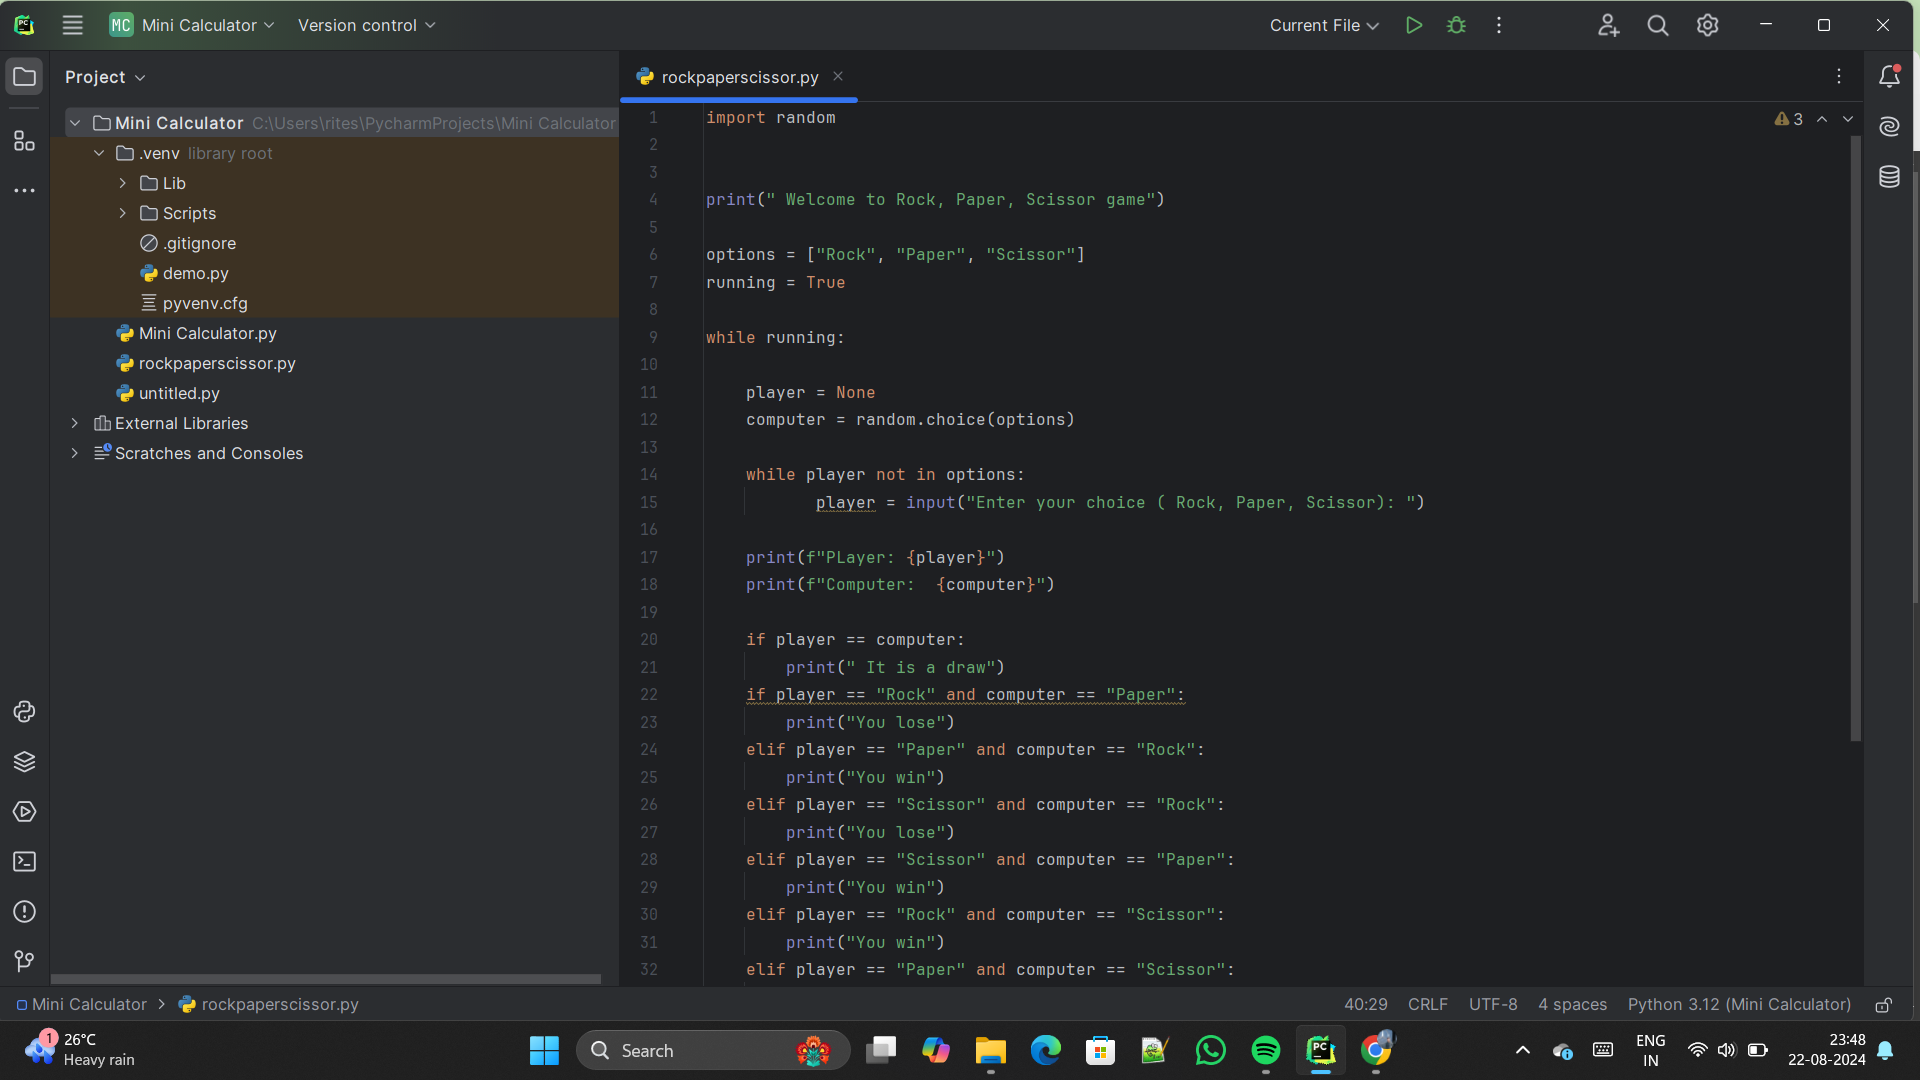 MC Mini Calculator Version control Current File
Project
rockpaperscissor.py
Mini Calculator C:\Users\rites\PycharmProjects\Mini Calculator
.venv library root
Lib
Scripts
.gitignore
demo.py
pyvenv.cfg
Mini Calculator.py
rockpaperscissor.py
untitled.py
External Libraries
Scratches and Consoles
3
1 import random
2
3
4 print(" Welcome to Rock, Paper, Scissor game")
5
6 options = ["Rock", "Paper", "Scissor"]
7 running = True
8
9 while running:
10
11     player = None
12     computer = random.choice(options)
13
14     while player not in options:
15            player = input("Enter your choice ( Rock, Paper, Scissor): ")
16
17     print(f"PLayer: {player}")
18     print(f"Computer:  {computer}")
19
20     if player == computer:
21         print(" It is a draw")
22     if player == "Rock" and computer == "Paper":
23         print("You lose")
24     elif player == "Paper" and computer == "Rock":
25         print("You win")
26     elif player == "Scissor" and computer == "Rock":
27         print("You lose")
28     elif player == "Scissor" and computer == "Paper":
29         print("You win")
30     elif player == "Rock" and computer == "Scissor":
31         print("You win")
32     elif player == "Paper" and computer == "Scissor":
Mini Calculator > rockpaperscissor.py 40:29 CRLF UTF-8 4 spaces Python 3.12 (Mini Calculator)
1 26°C
Heavy rain
Search
PC
ENG
IN
23:48
22-08-2024